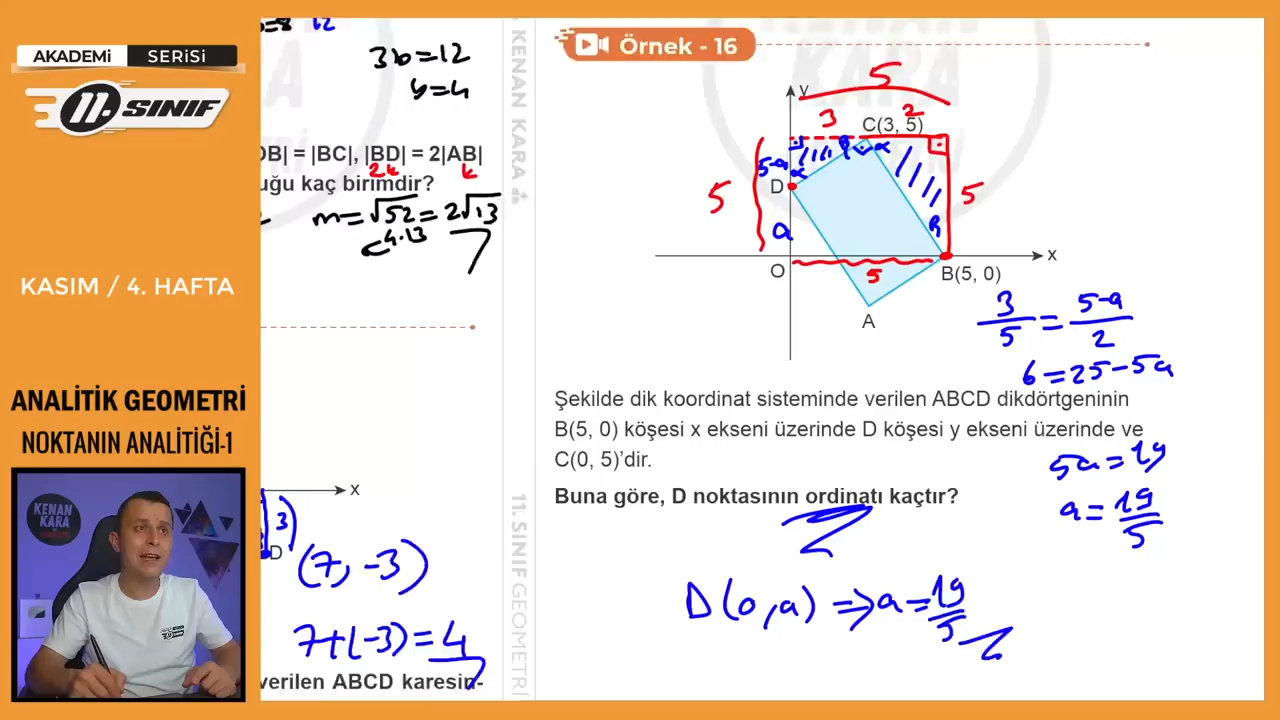 AKADEMİ SERİSİ
11. SINIF
KASIM / 4. HAFTA
ANALİTİK GEOMETRİ
NOKTANIN ANALİTİĞİ-1
KENAN KARA
3b=12
b=4
OB| = |BC|, |BD| = 2|AB|
2k k
uğu kaç birimdir?
m=√52=2√13
4.13
x
3
D
(7, -3)
7+(-3)=4
verilen ABCD karesin-
KENAN KARA
11. SINIF GEOMETRİ
Örnek - 16
5
y
3 2
C(3, 5)
5-a
α α
D
5 5
a
O
5
B(5, 0)
x
A
3/5 = 5-a/2
6=25-5a
Şekilde dik koordinat sisteminde verilen ABCD dikdörtgeninin
B(5, 0) köşesi x ekseni üzerinde D köşesi y ekseni üzerinde ve
C(0, 5)'dir.
5a=19
Buna göre, D noktasının ordinatı kaçtır?
a=19/5
D(0,a) => a=19/5